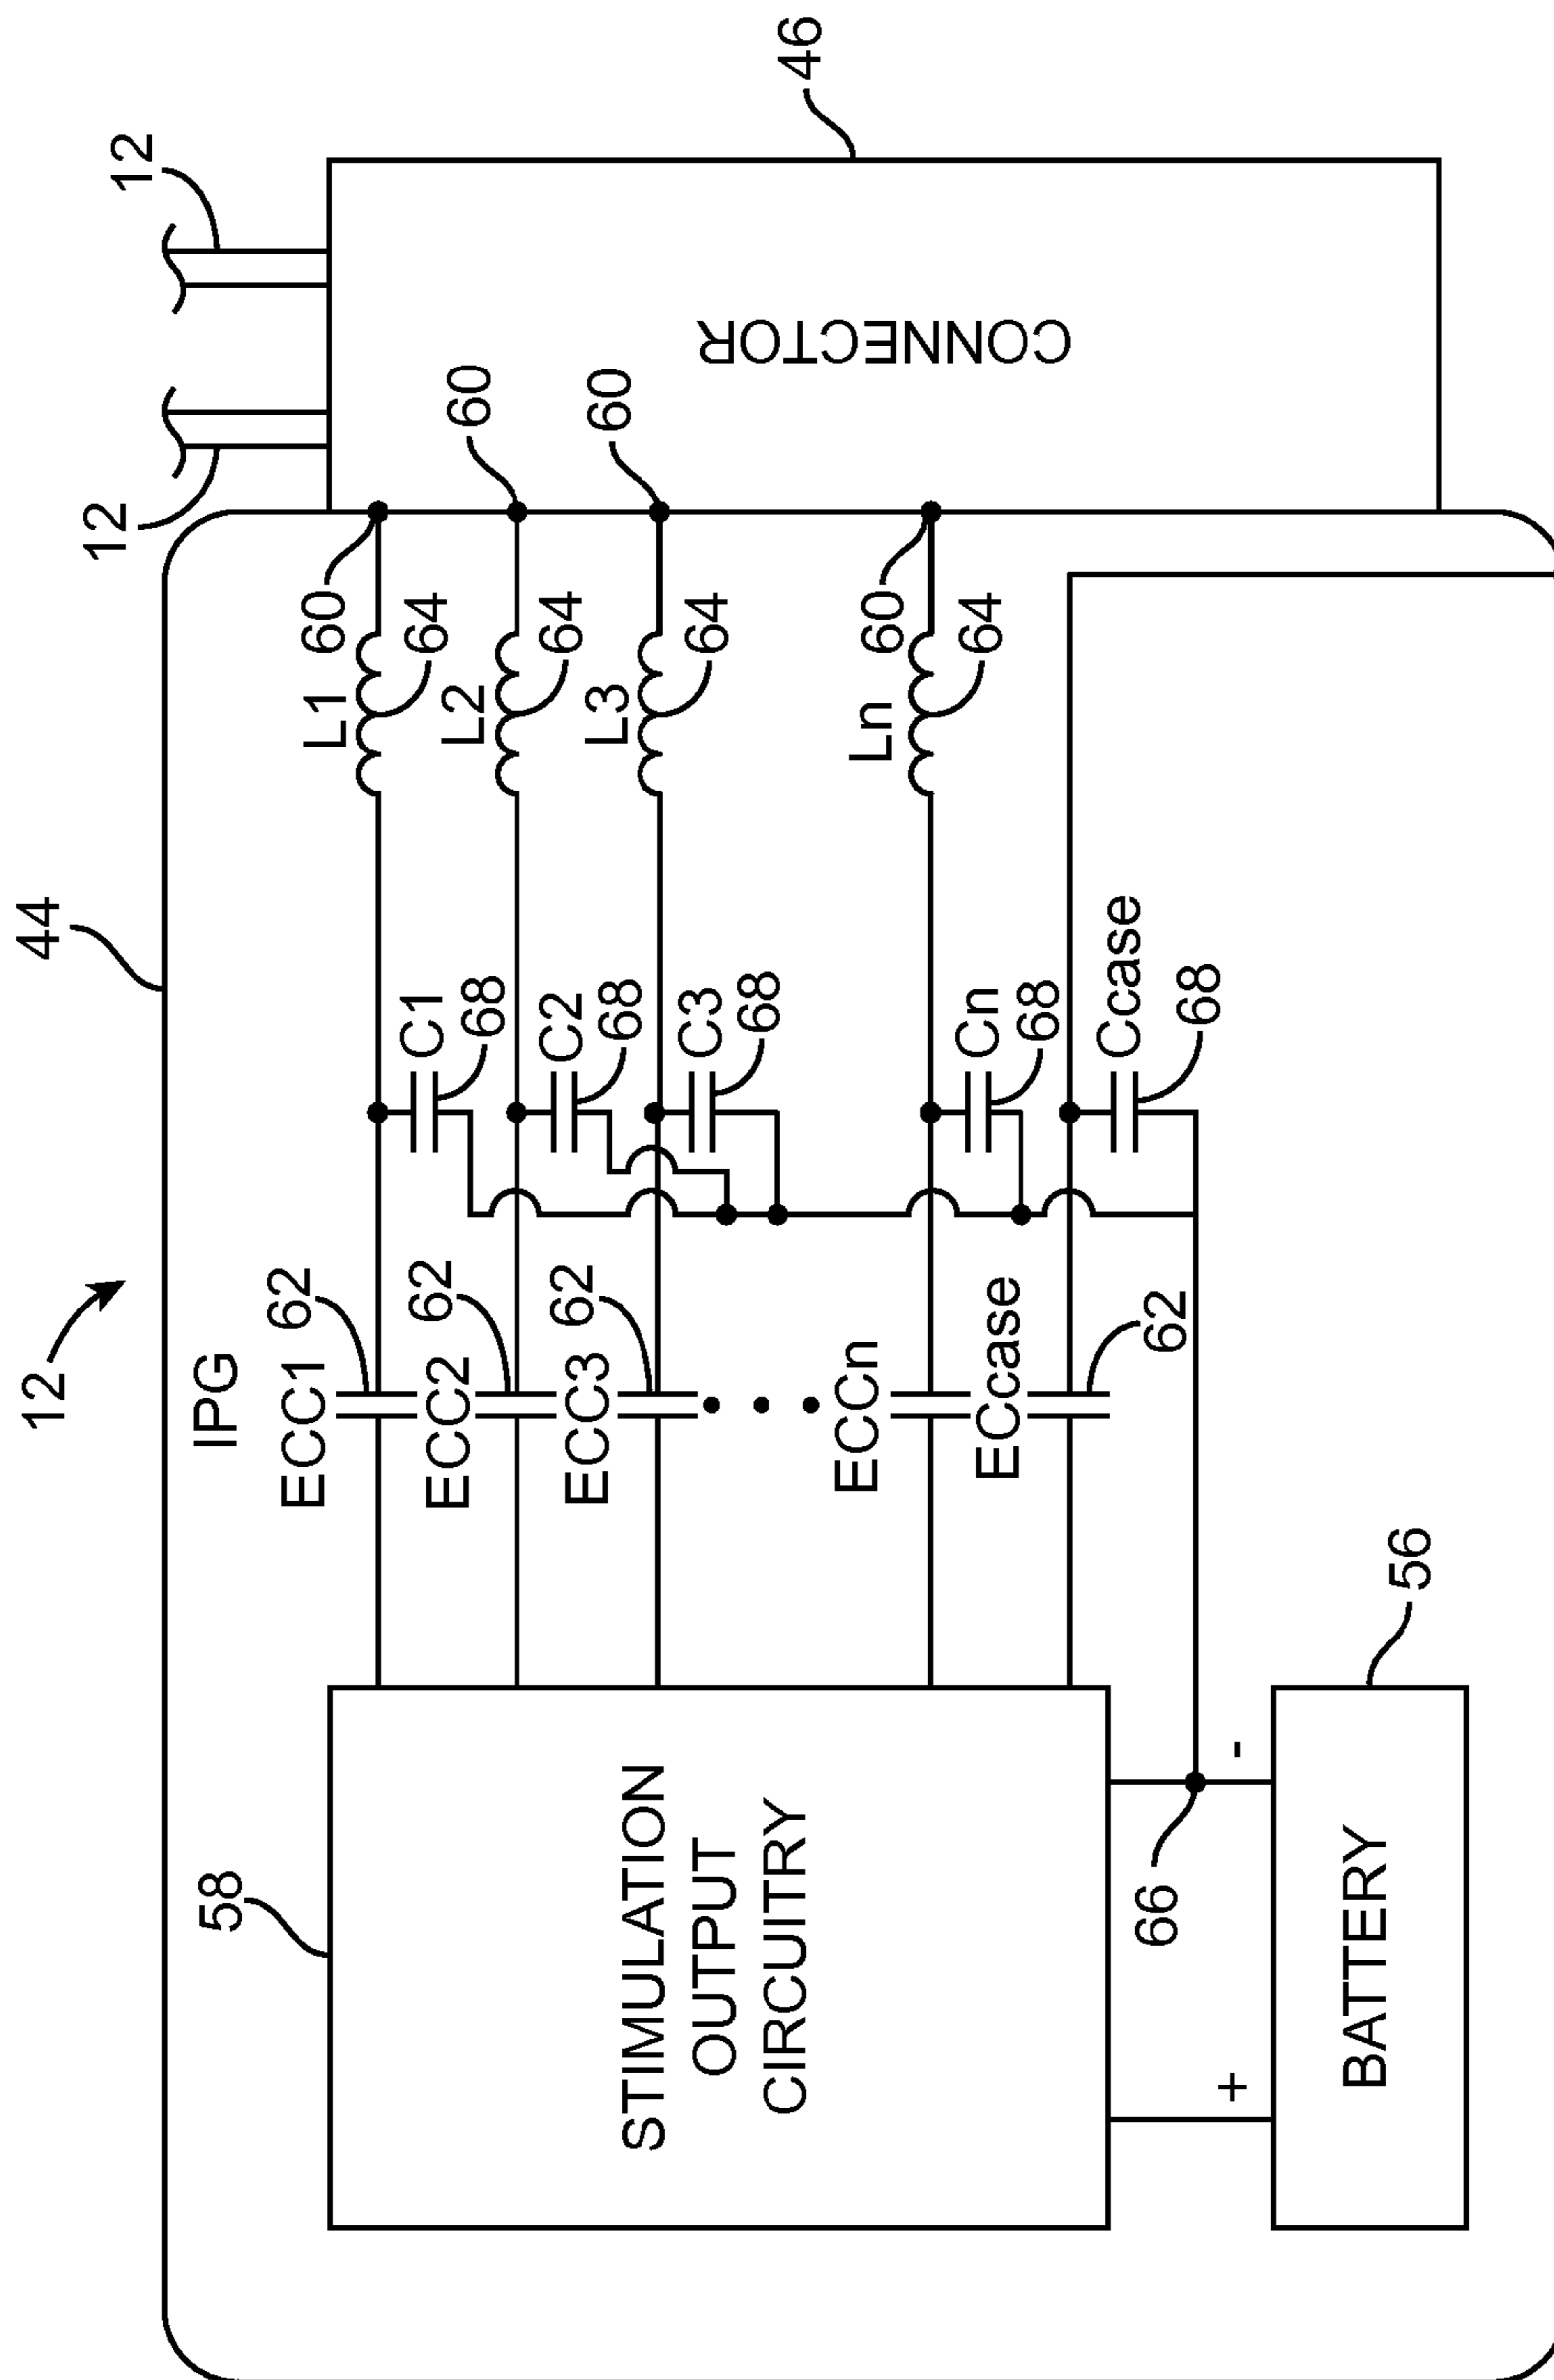 12
44
IPG
12
12
46
58
STIMULATION
OUTPUT
CIRCUITRY
ECC1
62
ECC2
62
ECC3
62
ECCn
ECcase
62
C1
68
C2
68
C3
68
Cn
68
Ccase
68
L1
64
L2
64
L3
64
Ln
64
60
60
60
60
CONNECTOR
66
+
-
BATTERY
56